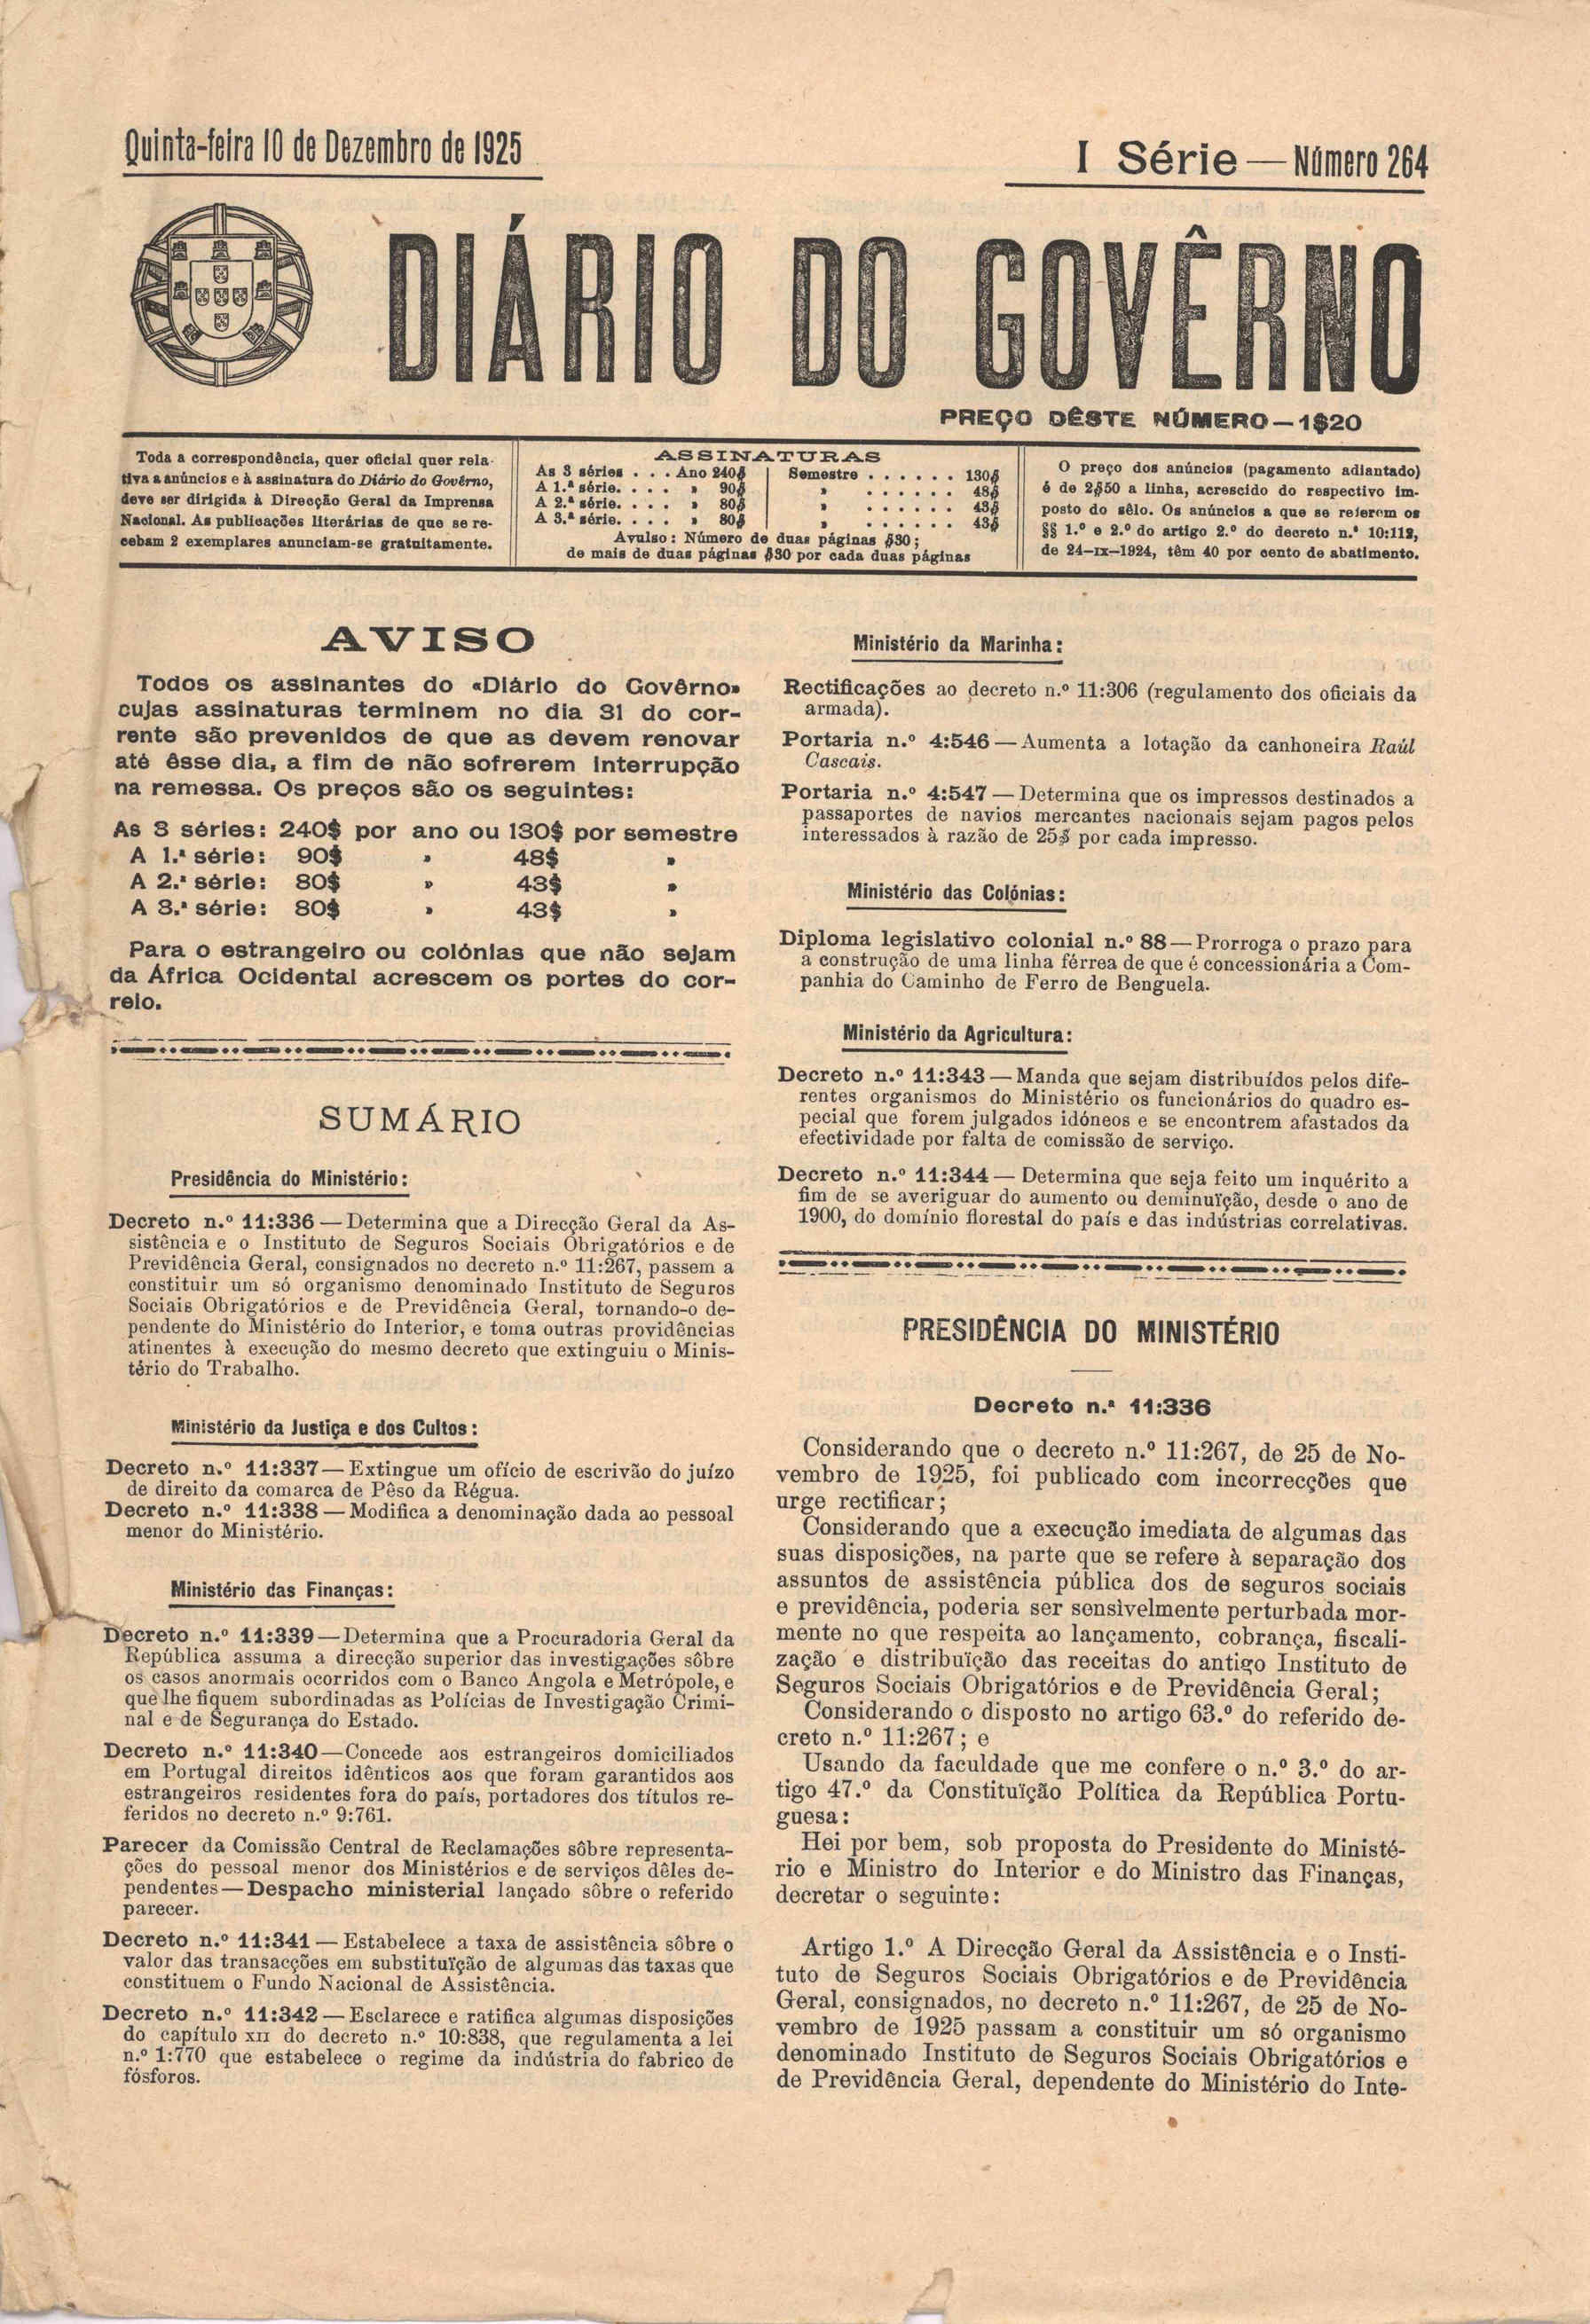 Quinta-feira 10 de Dezembro de 1925
I Série — Número 264
DIÁRIO DO GOVÊRNO
PREÇO DÊSTE NÚMERO — 1$20
Toda a correspondência, quer oficial quer rela-
tiva a anúncios e à assinatura do Diário do Govêrno,
deve ser dirigida à Direcção Geral da Imprensa
Nacional. As publicações literárias de que se re-
cebam 2 exemplares anunciam-se gratuitamente.
ASSINATURAS
As 3 séries . . . Ano 240$ Semestre . . . . . . 130$
A 1.ª série. . . . » 90$ » . . . . . . 48$
A 2.ª série. . . . » 80$ » . . . . . . 43$
A 3.ª série. . . . » 80$ » . . . . . . 43$
Avulso: Número de duas páginas $30;
de mais de duas páginas $30 por cada duas páginas
O preço dos anúncios (pagamento adiantado)
é de 2$50 a linha, acrescido do respectivo im-
posto do sêlo. Os anúncios a que se referem os
§§ 1.º e 2.º do artigo 2.º do decreto n.º 10:112,
de 24-IX-1924, têm 40 por cento de abatimento.
AVISO
Todos os assinantes do «Diário do Govêrno»
cujas assinaturas terminem no dia 31 do cor-
rente são prevenidos de que as devem renovar
até êsse dia, a fim de não sofrerem interrupção
na remessa. Os preços são os seguintes:
As 3 séries: 240$ por ano ou 130$ por semestre
A 1.ª série: 90$ » 48$ »
A 2.ª série: 80$ » 43$ »
A 3.ª série: 80$ » 43$ »
Para o estrangeiro ou colónias que não sejam
da África Ocidental acrescem os portes do cor-
reio.
SUMÁRIO
Presidência do Ministério:
Decreto n.º 11:336 — Determina que a Direcção Geral da As-
sistência e o Instituto de Seguros Sociais Obrigatórios e de
Previdência Geral, consignados no decreto n.º 11:267, passem a
constituir um só organismo denominado Instituto de Seguros
Sociais Obrigatórios e de Previdência Geral, tornando-o de-
pendente do Ministério do Interior, e toma outras providências
atinentes à execução do mesmo decreto que extinguiu o Minis-
tério do Trabalho.
Ministério da Justiça e dos Cultos:
Decreto n.º 11:337 — Extingue um ofício de escrivão do juízo
de direito da comarca de Pêso da Régua.
Decreto n.º 11:338 — Modifica a denominação dada ao pessoal
menor do Ministério.
Ministério das Finanças:
Decreto n.º 11:339 — Determina que a Procuradoria Geral da
República assuma a direcção superior das investigações sôbre
os casos anormais ocorridos com o Banco Angola e Metrópole, e
que lhe fiquem subordinadas as Polícias de Investigação Crimi-
nal e de Segurança do Estado.
Decreto n.º 11:340 — Concede aos estrangeiros domiciliados
em Portugal direitos idênticos aos que foram garantidos aos
estrangeiros residentes fora do país, portadores dos títulos re-
feridos no decreto n.º 9:761.
Parecer da Comissão Central de Reclamações sôbre representa-
ções do pessoal menor dos Ministérios e de serviços dêles de-
pendentes — Despacho ministerial lançado sôbre o referido
parecer.
Decreto n.º 11:341 — Estabelece a taxa de assistência sôbre o
valor das transacções em substituïção de algumas das taxas que
constituem o Fundo Nacional de Assistência.
Decreto n.º 11:342 — Esclarece e ratifica algumas disposições
do capítulo XII do decreto n.º 10:838, que regulamenta a lei
n.º 1:770 que estabelece o regime da indústria do fabrico de
fósforos.
Ministério da Marinha:
Rectificações ao decreto n.º 11:306 (regulamento dos oficiais da
armada).
Portaria n.º 4:546 — Aumenta a lotação da canhoneira Raúl
Cascais.
Portaria n.º 4:547 — Determina que os impressos destinados a
passaportes de navios mercantes nacionais sejam pagos pelos
interessados à razão de 25$ por cada impresso.
Ministério das Colónias:
Diploma legislativo colonial n.º 88 — Prorroga o prazo para
a construção de uma linha férrea de que é concessionária a Com-
panhia do Caminho de Ferro de Benguela.
Ministério da Agricultura:
Decreto n.º 11:343 — Manda que sejam distribuídos pelos dife-
rentes organismos do Ministério os funcionários do quadro es-
pecial que forem julgados idóneos e se encontrem afastados da
efectividade por falta de comissão de serviço.
Decreto n.º 11:344 — Determina que seja feito um inquérito a
fim de se averiguar do aumento ou deminuïção, desde o ano de
1900, do domínio florestal do país e das indústrias correlativas.
PRESIDÊNCIA DO MINISTÉRIO
Decreto n.º 11:336
Considerando que o decreto n.º 11:267, de 25 de No-
vembro de 1925, foi publicado com incorrecções que
urge rectificar;
Considerando que a execução imediata de algumas das
suas disposições, na parte que se refere à separação dos
assuntos de assistência pública dos de seguros sociais
e previdência, poderia ser sensìvelmente perturbada mor-
mente no que respeita ao lançamento, cobrança, fiscali-
zação e distribuïção das receitas do antigo Instituto de
Seguros Sociais Obrigatórios e de Previdência Geral;
Considerando o disposto no artigo 63.º do referido de-
creto n.º 11:267; e
Usando da faculdade que me confere o n.º 3.º do ar-
tigo 47.º da Constituïção Política da República Portu-
guesa:
Hei por bem, sob proposta do Presidente do Ministé-
rio e Ministro do Interior e do Ministro das Finanças,
decretar o seguinte:
Artigo 1.º A Direcção Geral da Assistência e o Insti-
tuto de Seguros Sociais Obrigatórios e de Previdência
Geral, consignados, no decreto n.º 11:267, de 25 de No-
vembro de 1925 passam a constituir um só organismo
denominado Instituto de Seguros Sociais Obrigatórios e
de Previdência Geral, dependente do Ministério do Inte-